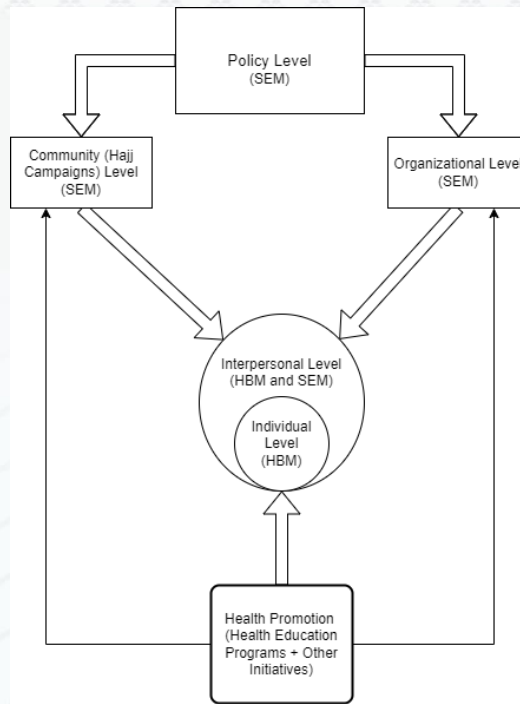 Policy Level
(SEM)
Community (Hajj
Campaigns) Level
(SEM)
Organizational Level
(SEM)
Interpersonal Level
(HBM and SEM)
Individual
Level
(HBM)
Health Promotion
(Health Education
Programs + Other
Initiatives)